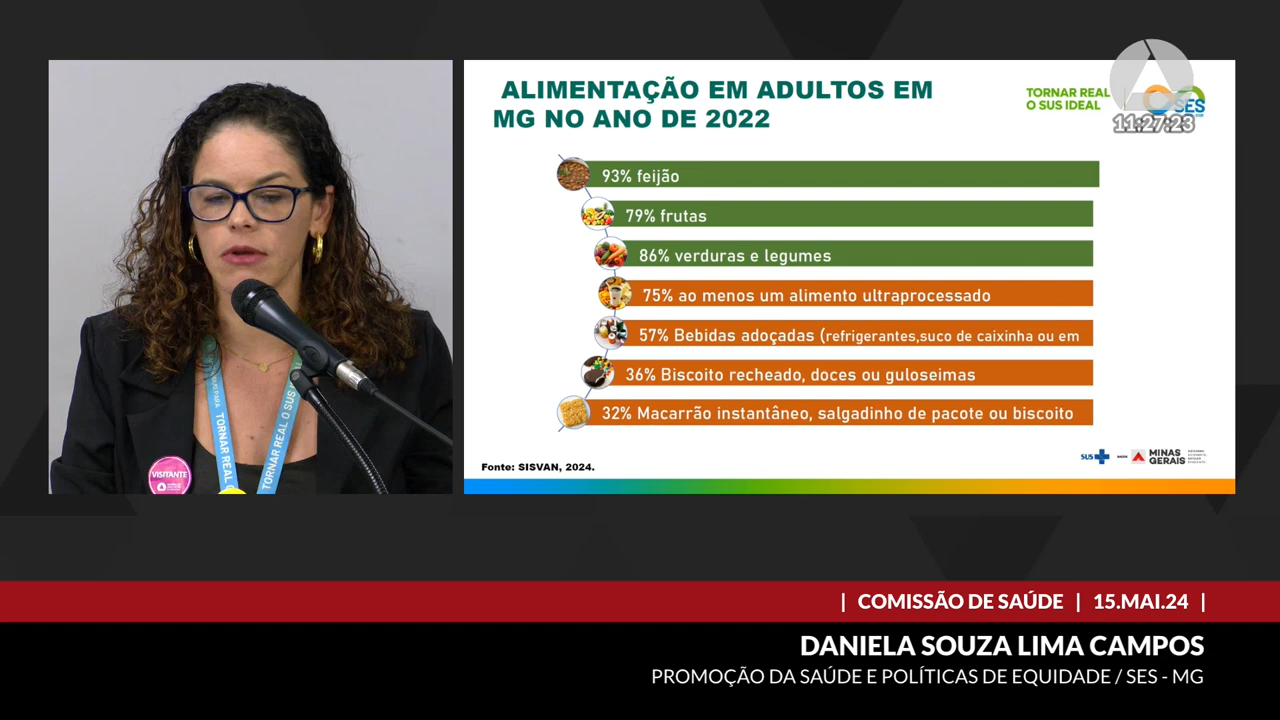 ALIMENTAÇÃO EM ADULTOS EM
MG NO ANO DE 2022
TORNAR REAL
O SUS IDEAL
SES
11:27:23
93% feijão
79% frutas
86% verduras e legumes
75% ao menos um alimento ultraprocessado
57% Bebidas adoçadas (refrigerantes,suco de caixinha ou em
36% Biscoito recheado, doces ou guloseimas
32% Macarrão instantâneo, salgadinho de pacote ou biscoito
Fonte: SISVAN, 2024.
SUS
SAÚDE
MINAS
GERAIS
TORNAR REAL
TORNAR REAL O SUS
VISITANTE
| COMISSÃO DE SAÚDE | 15.MAI.24 |
DANIELA SOUZA LIMA CAMPOS
PROMOÇÃO DA SAÚDE E POLÍTICAS DE EQUIDADE / SES - MG